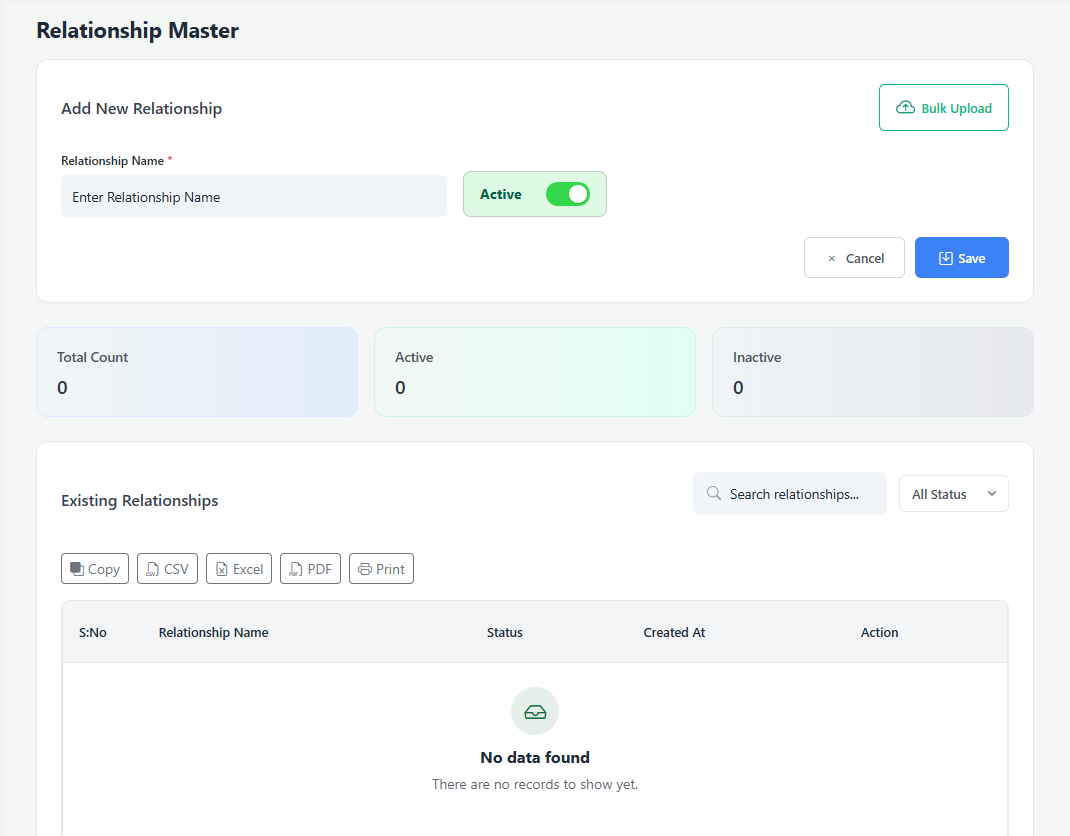 Relationship Master
Add New Relationship
Bulk Upload
Relationship Name *
Enter Relationship Name
Active
× Cancel
Save
Total Count
0
Active
0
Inactive
0
Existing Relationships
Search relationships...
All Status
Copy
CSV
Excel
PDF
Print
S:No Relationship Name Status Created At Action
No data found
There are no records to show yet.